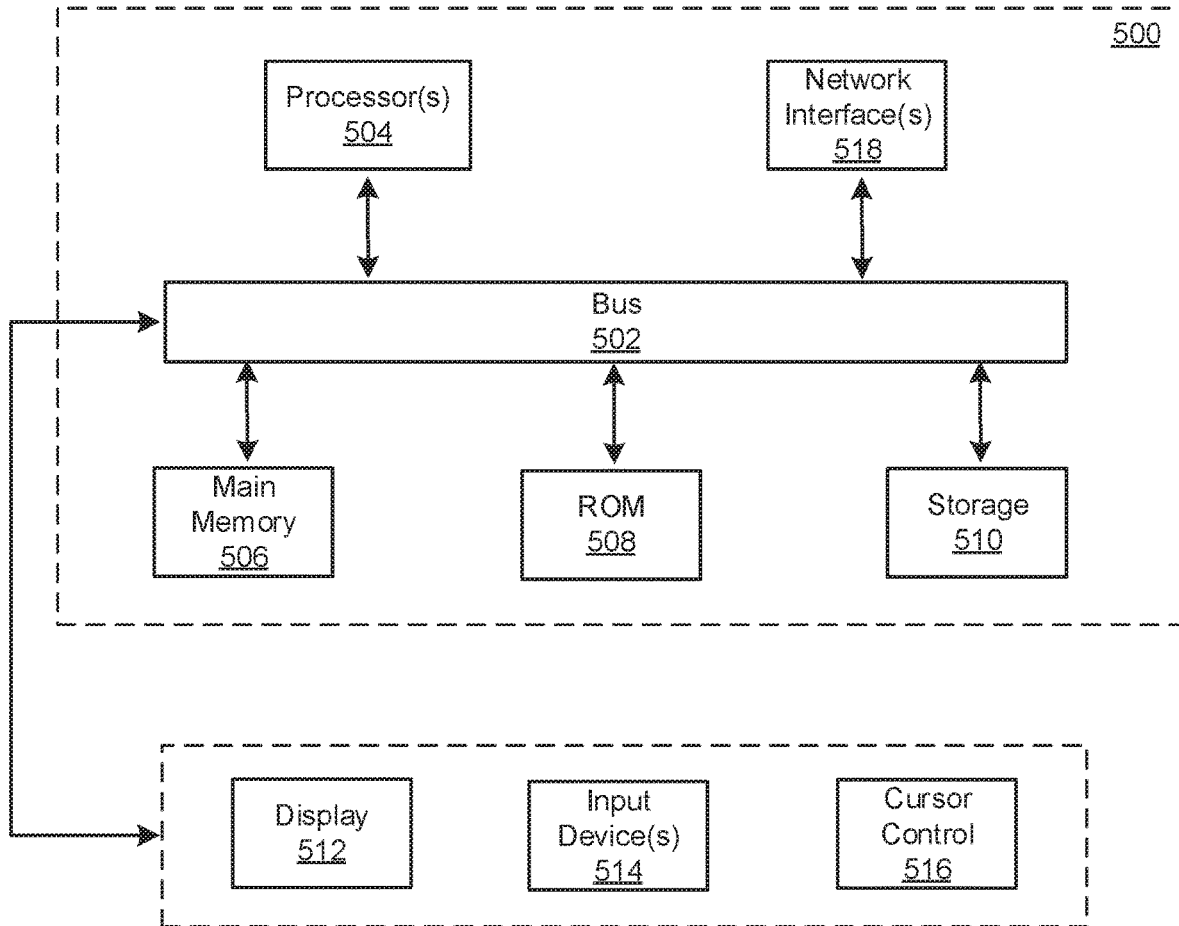 500
Processor(s)
504
Network
Interface(s)
518
Bus
502
Main
Memory
506
ROM
508
Storage
510
Display
512
Input
Device(s)
514
Cursor
Control
516